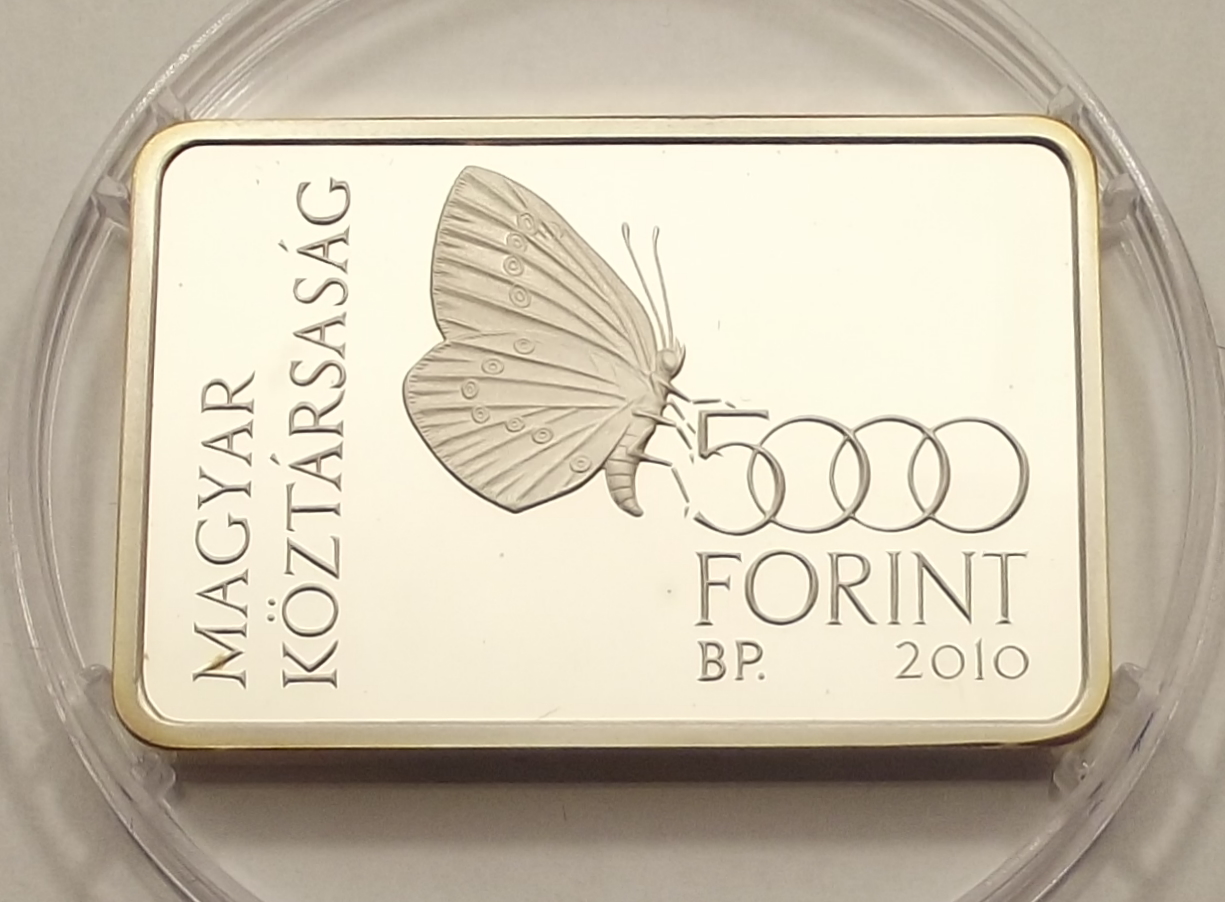 MAGYAR
KÖZTÁRSASÁG
5000
FORINT
BP. 2010